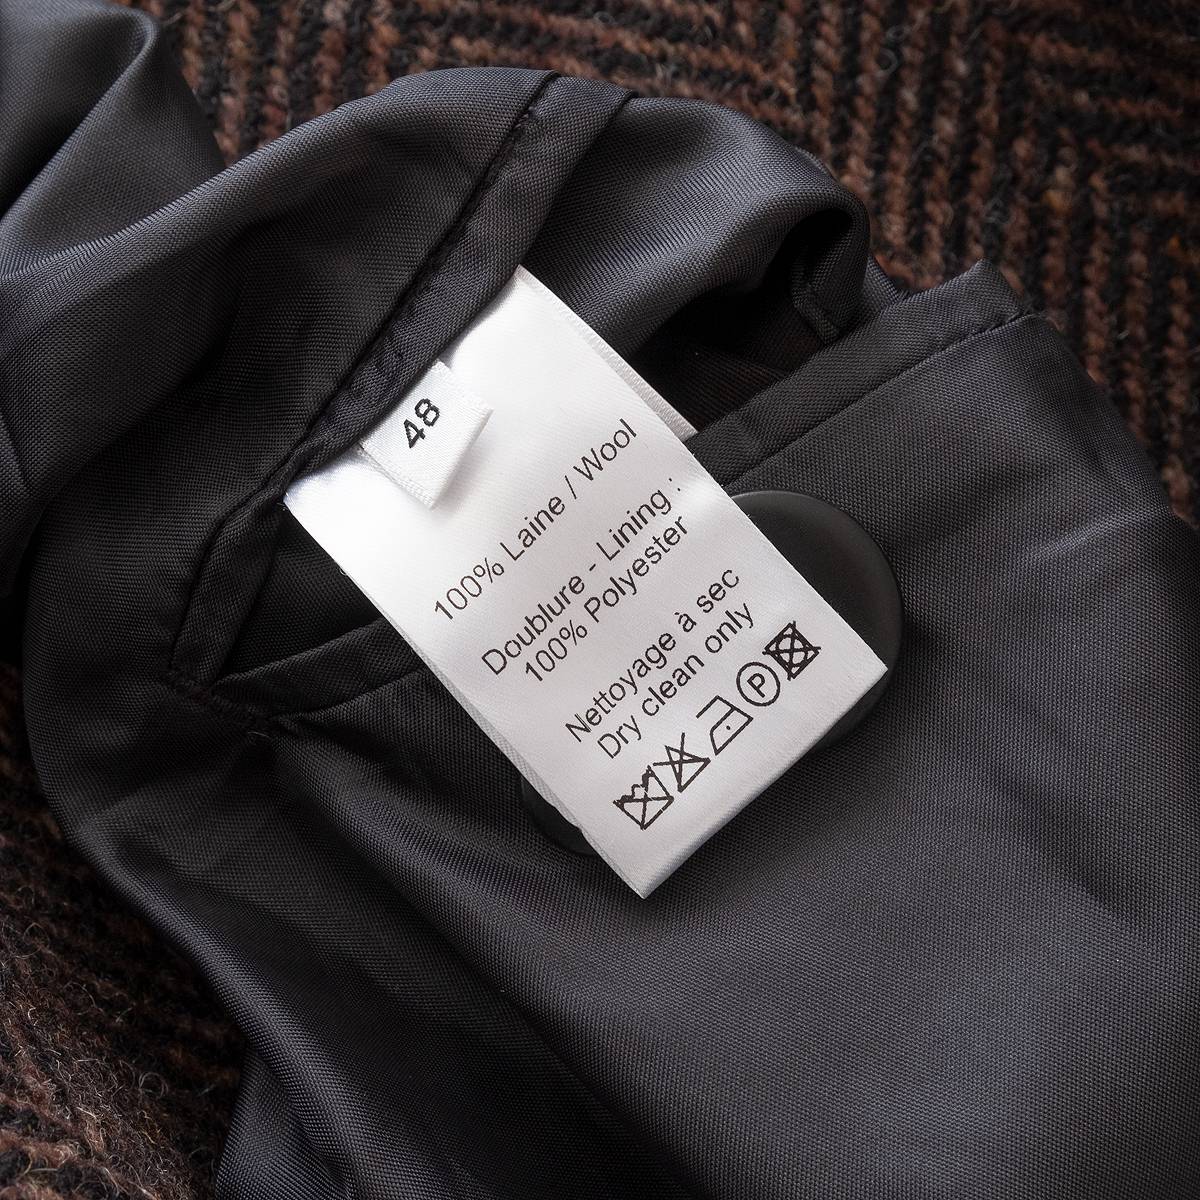 48
100% Laine / Wool
Doublure - Lining :
100% Polyester
Nettoyage à sec
Dry clean only
P